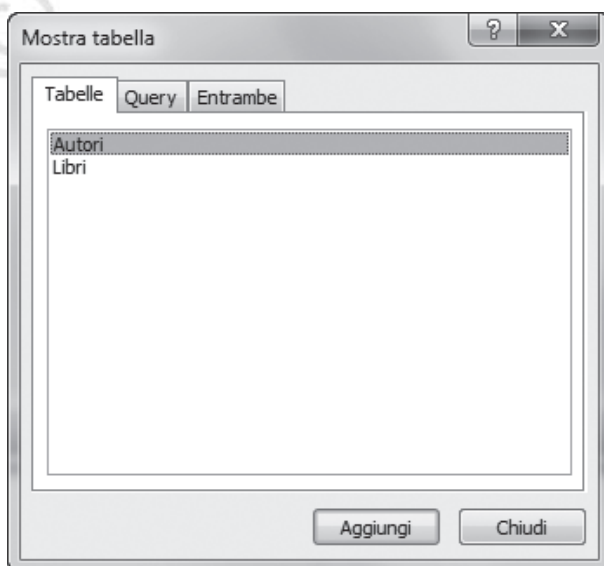 Mostra tabella
Tabelle Query Entrambe
Autori
Libri
Aggiungi Chiudi